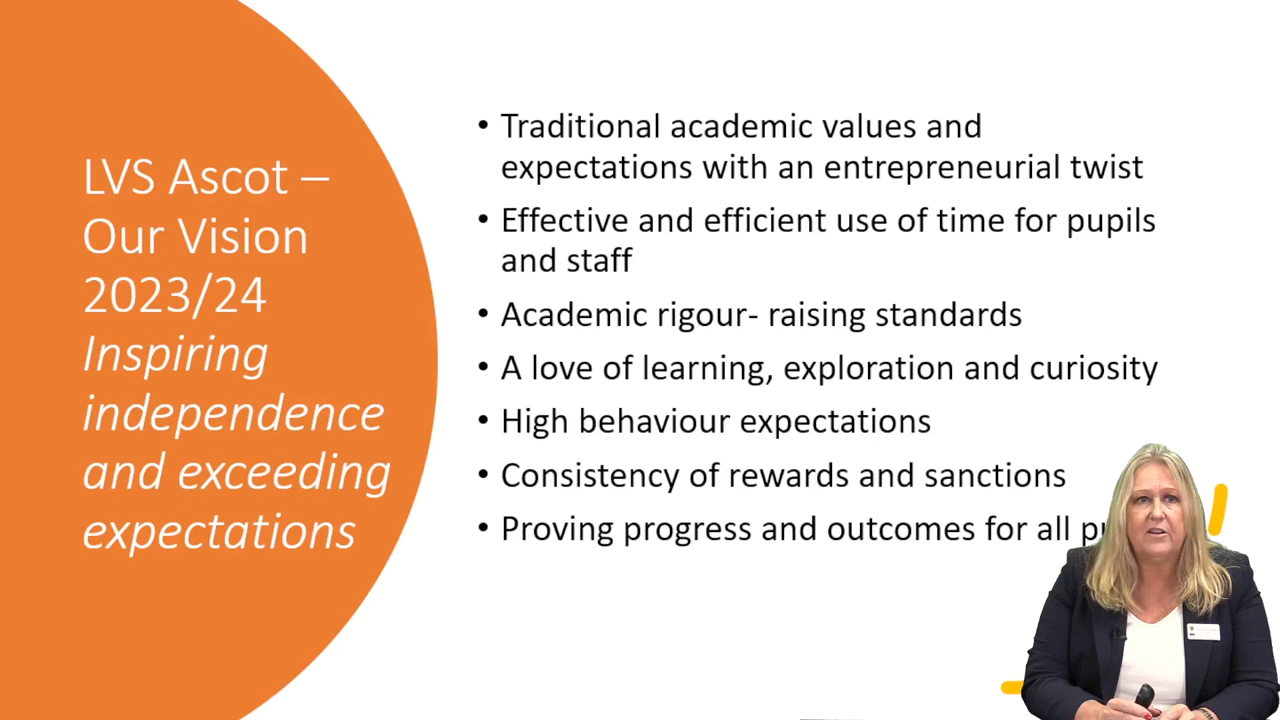 LVS Ascot –
Our Vision
2023/24
Inspiring
independence
and exceeding
expectations
• Traditional academic values and
expectations with an entrepreneurial twist
• Effective and efficient use of time for pupils
and staff
• Academic rigour- raising standards
• A love of learning, exploration and curiosity
• High behaviour expectations
• Consistency of rewards and sanctions
• Proving progress and outcomes for all